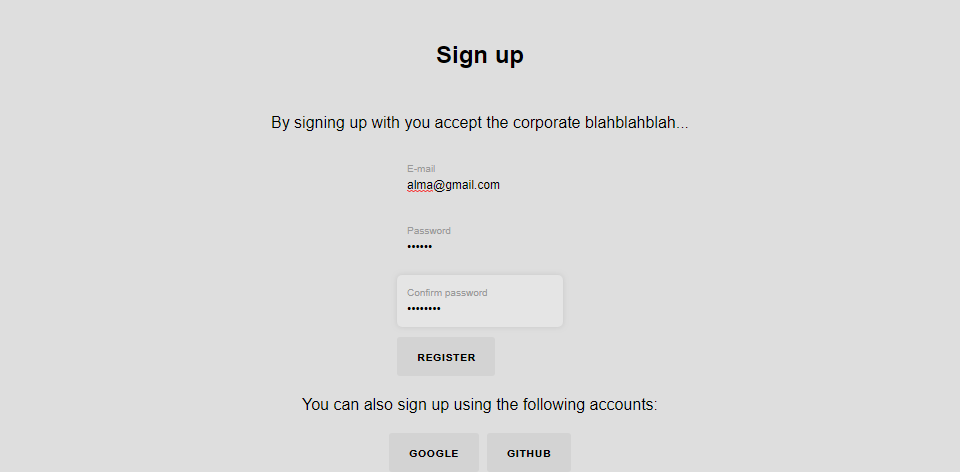 Sign up
By signing up with you accept the corporate blahblahblah...
E-mail
alma@gmail.com
Password
••••••
Confirm password
••••••••
REGISTER
You can also sign up using the following accounts:
GOOGLE GITHUB